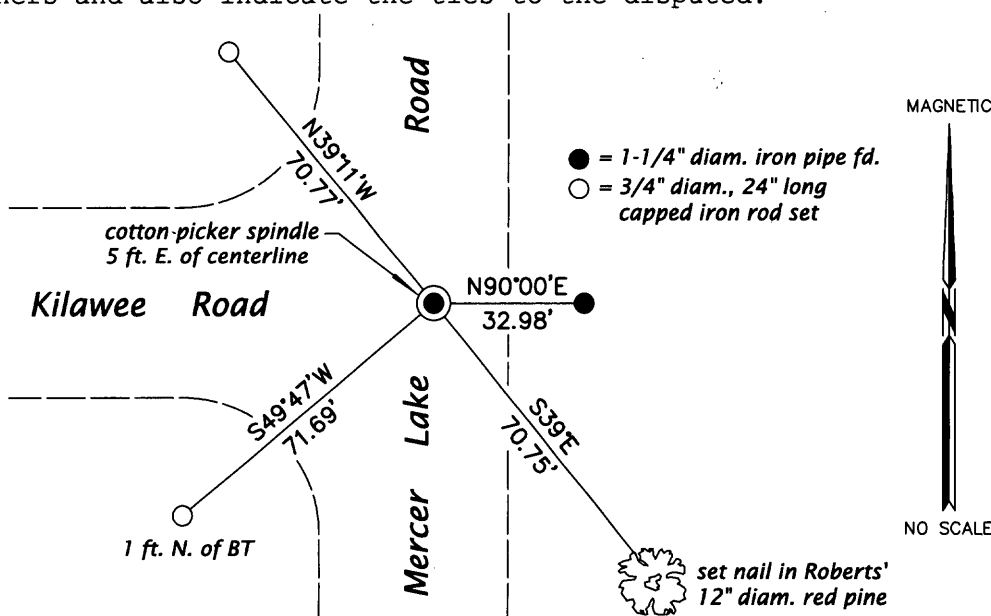 ners and also indicate the ties to the disputed.
Road
MAGNETIC
N39°11'W
70.77'
= 1-1/4" diam. iron pipe fd.
= 3/4" diam., 24" long
capped iron rod set
cotton-picker spindle
5 ft. E. of centerline
Kilawee Road
N90°00'E
32.98'
N
S49°47'W
71.69'
Mercer Lake
S39°E
70.75'
NO SCALE
1 ft. N. of BT
set nail in Roberts'
12" diam. red pine